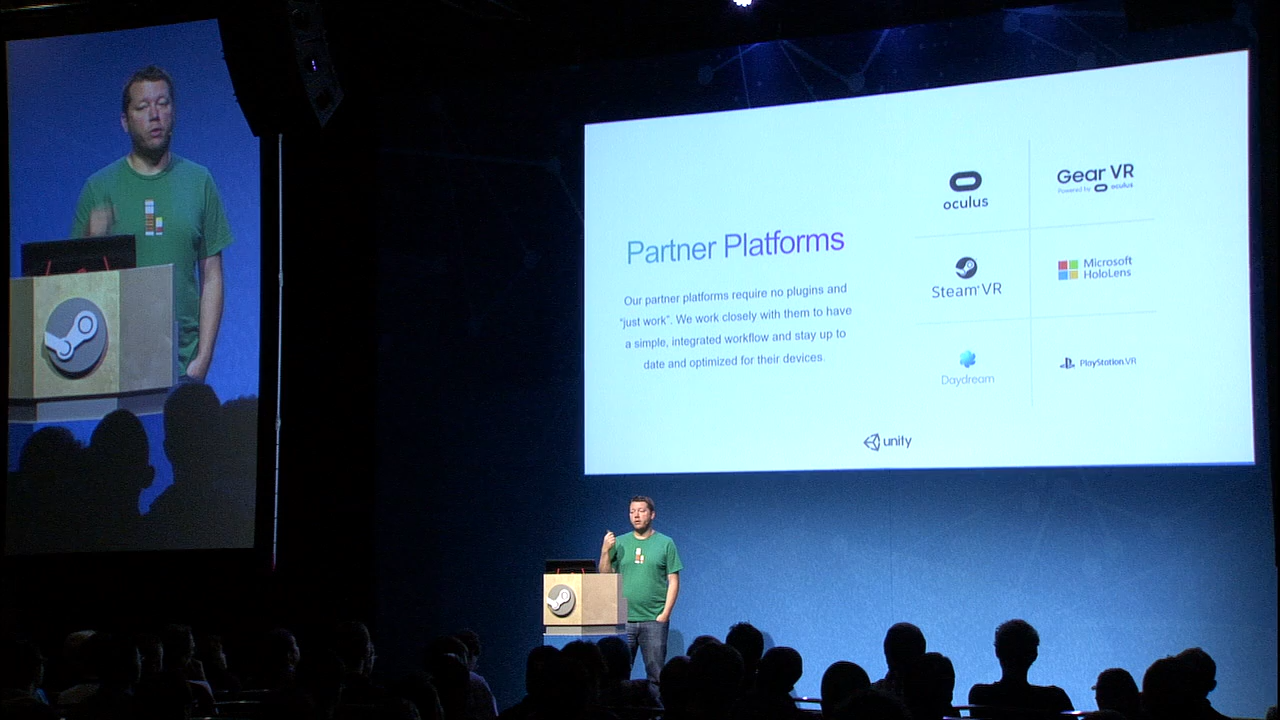 Partner Platforms
Our partner platforms require no plugins and
“just work”. We work closely with them to have
a simple, integrated workflow and stay up to
date and optimized for their devices.
oculus
Gear VR
Powered by oculus
Steam VR
Microsoft
HoloLens
Daydream
PlayStation.VR
unity